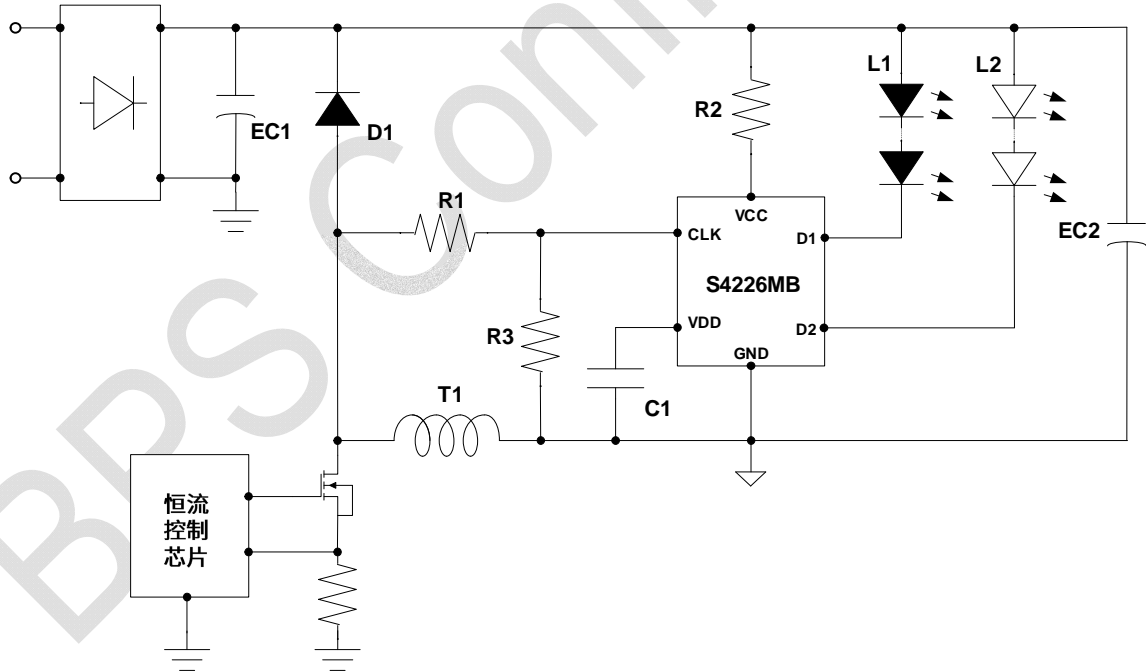 BPS Con
L1
L2
R2
EC1
D1
R1
VCC
CLK
D1
EC2
S4226MB
VDD
D2
R3
GND
T1
C1
恒流
控制
芯片